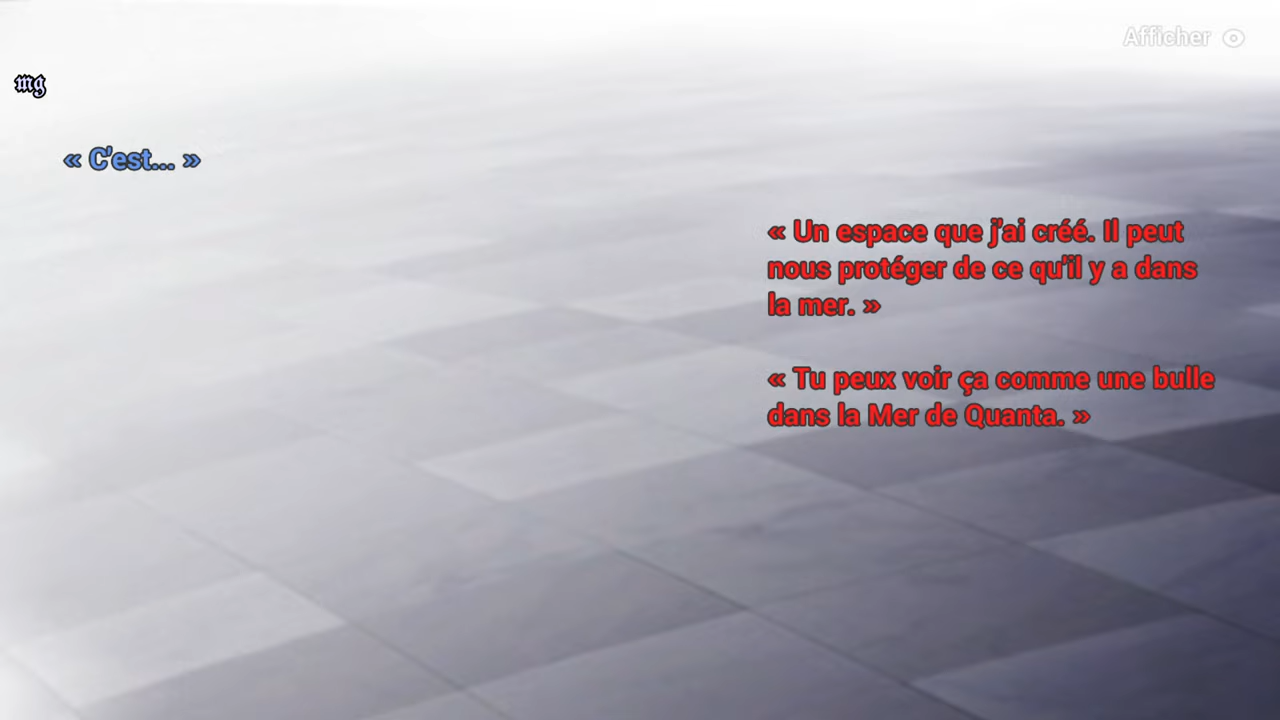 Afficher
mg
« C'est... »
« Un espace que j'ai créé. Il peut
nous protéger de ce qu'il y a dans
la mer. »
« Tu peux voir ça comme une bulle
dans la Mer de Quanta. »